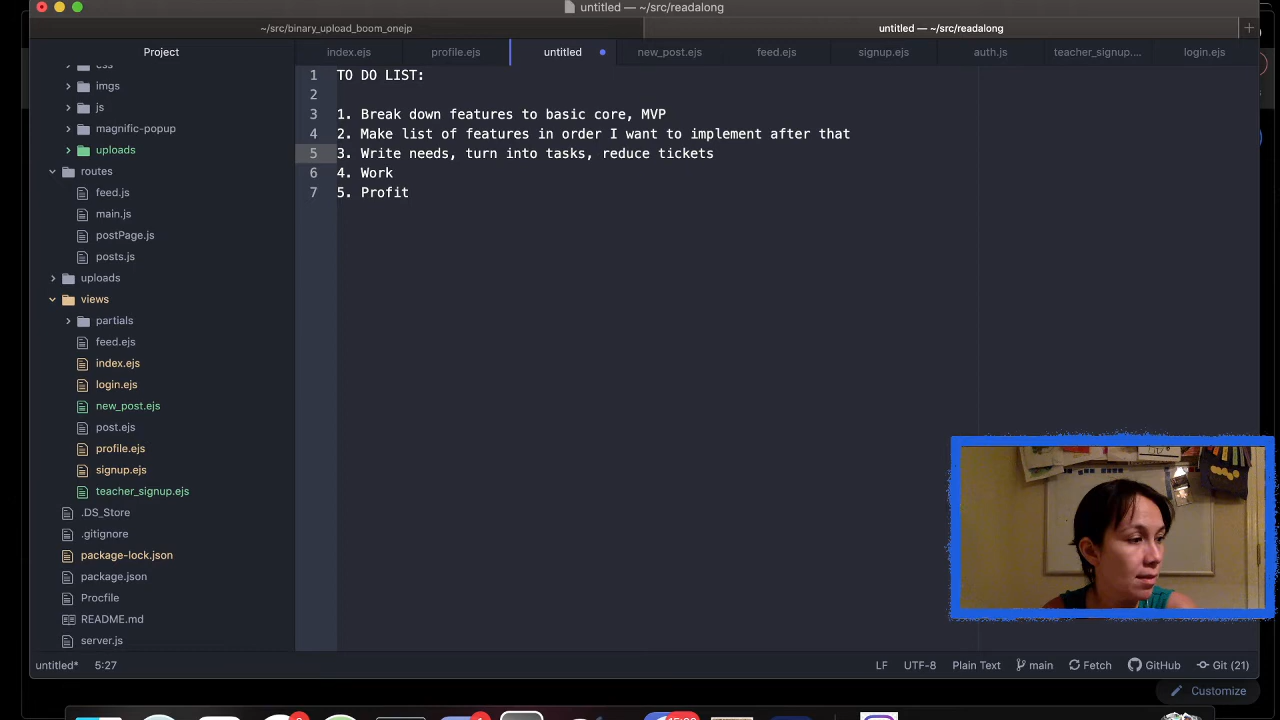 untitled — ~/src/readalong
~/src/binary_upload_boom_onejp
untitled — ~/src/readalong
Project
index.ejs
profile.ejs
untitled
new_post.ejs
feed.ejs
signup.ejs
auth.js
teacher_signup....
login.ejs
css
imgs
js
magnific-popup
uploads
routes
feed.js
main.js
postPage.js
posts.js
uploads
views
partials
feed.ejs
index.ejs
login.ejs
new_post.ejs
post.ejs
profile.ejs
signup.ejs
teacher_signup.ejs
.DS_Store
.gitignore
package-lock.json
package.json
Procfile
README.md
server.js
1 TO DO LIST:
2
3 1. Break down features to basic core, MVP
4 2. Make list of features in order I want to implement after that
5 3. Write needs, turn into tasks, reduce tickets
6 4. Work
7 5. Profit
untitled* 5:27
LF UTF-8 Plain Text main Fetch GitHub Git (21)
Customize